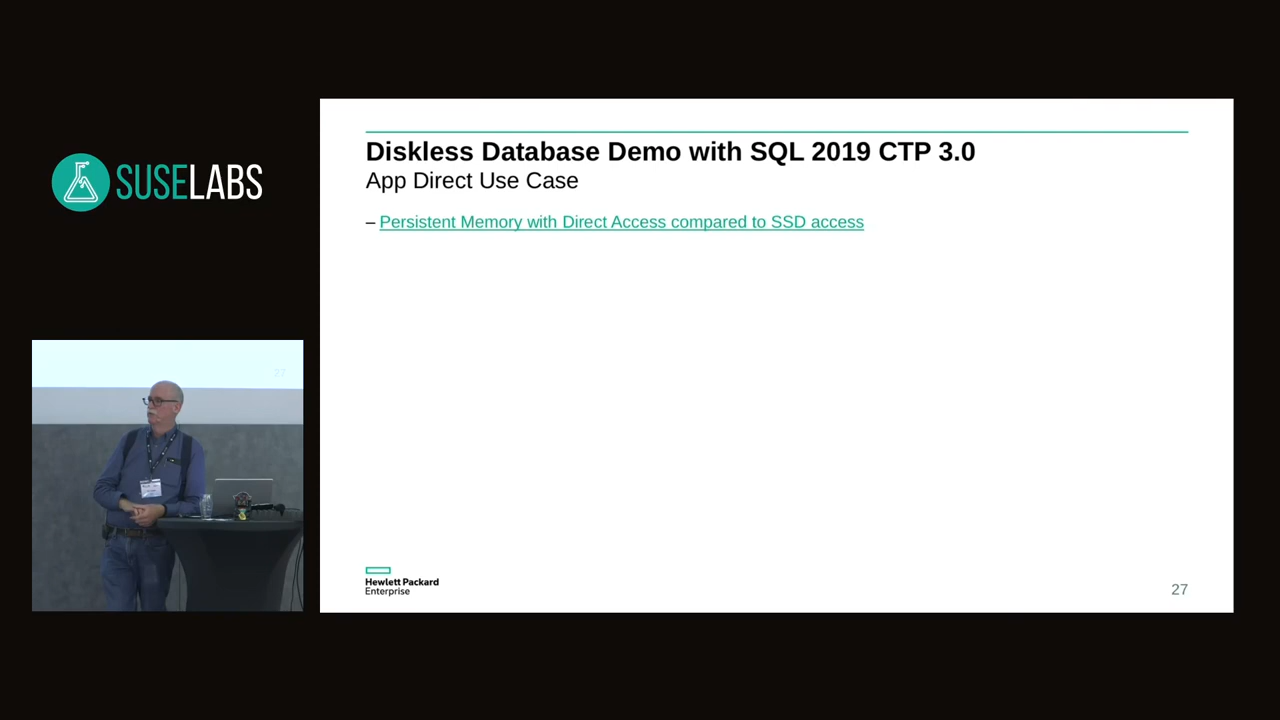 SUSELABS
Diskless Database Demo with SQL 2019 CTP 3.0
App Direct Use Case
– Persistent Memory with Direct Access compared to SSD access
Hewlett Packard
Enterprise
27
27